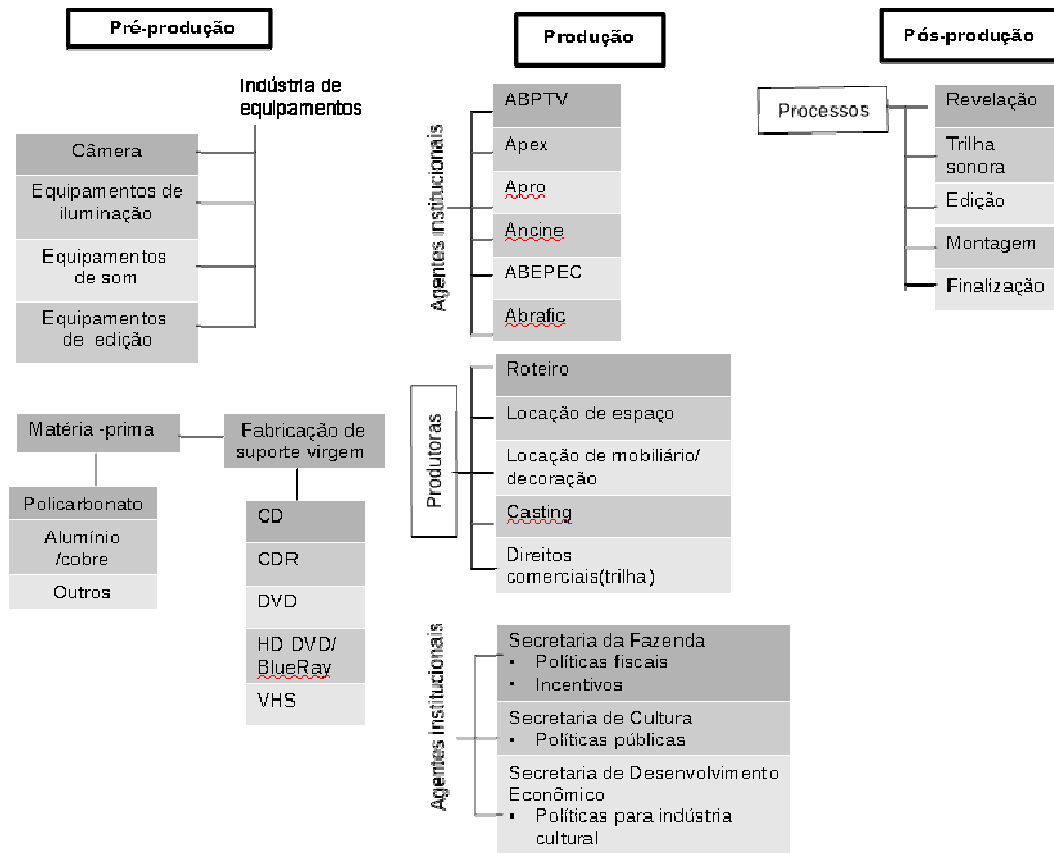 Pré-produção
Indústria de
equipamentos
Câmera
Equipamentos de
iluminação
Equipamentos
de som
Equipamentos
de edição
Matéria -prima
Fabricação de
suporte virgem
Policarbonato
Alumínio
/cobre
Outros
CD
CDR
DVD
HD DVD/
BlueRay
VHS
Produção
Agentes institucionais
ABPTV
Apex
Apro
Ancine
ABEPEC
Abrafic
Produtoras
Roteiro
Locação de espaço
Locação de mobiliário/
decoração
Casting
Direitos
comerciais(trilha)
Agentes institucionais
Secretaria da Fazenda
• Políticas fiscais
• Incentivos
Secretaria de Cultura
• Políticas públicas
Secretaria de Desenvolvimento
Econômico
• Políticas para indústria
cultural
Pós-produção
Processos
Revelação
Trilha
sonora
Edição
Montagem
Finalização